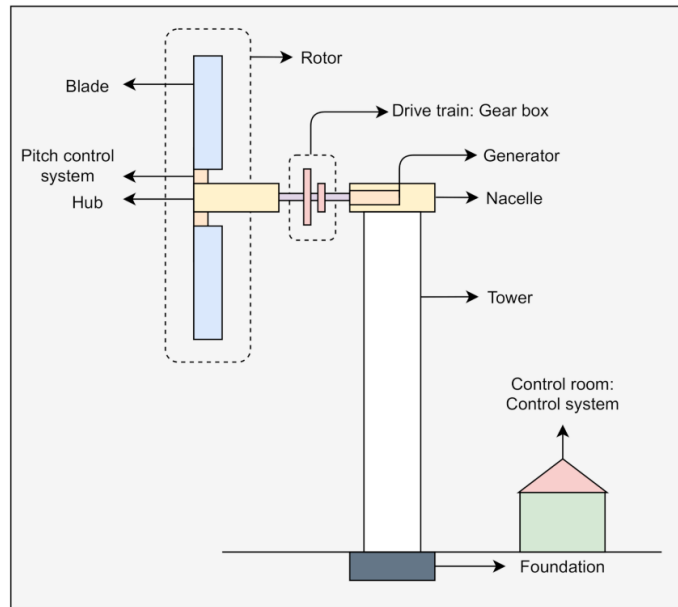 Rotor
Blade
Drive train: Gear box
Pitch control
system
Generator
Hub
Nacelle
Tower
Control room:
Control system
Foundation